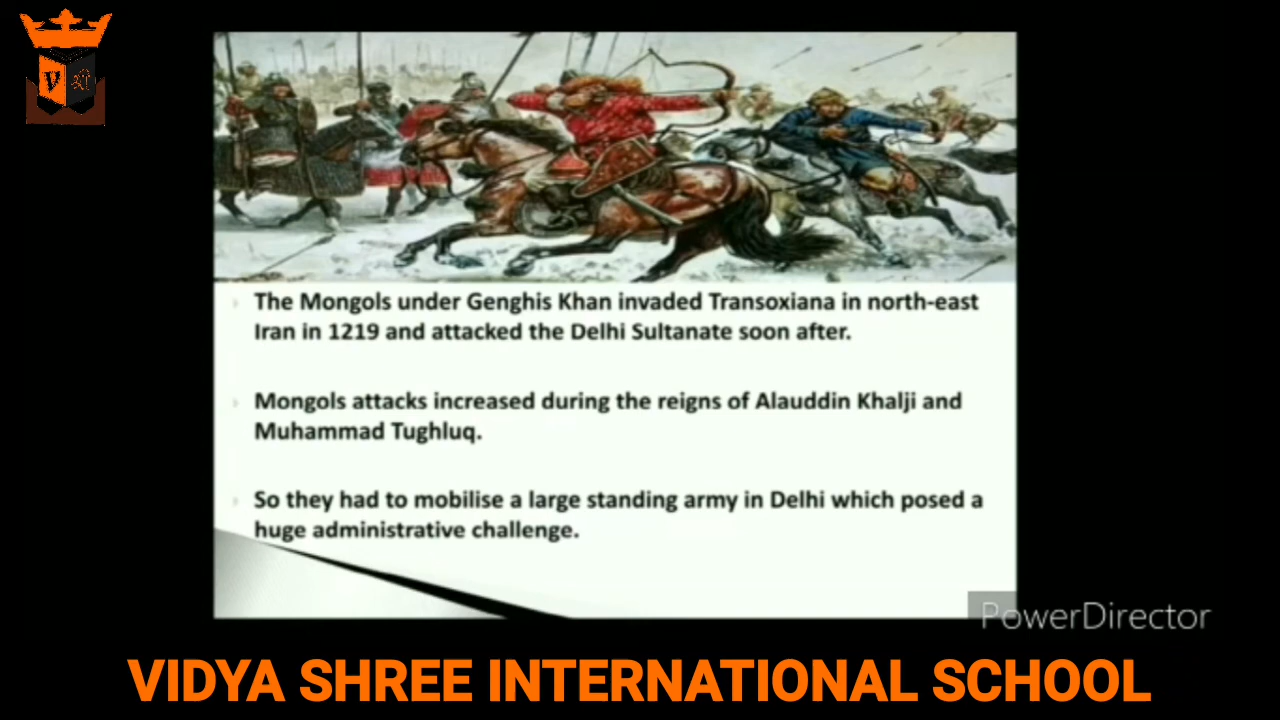 The Mongols under Genghis Khan invaded Transoxiana in north-east
Iran in 1219 and attacked the Delhi Sultanate soon after.
Mongols attacks increased during the reigns of Alauddin Khalji and
Muhammad Tughluq.
So they had to mobilise a large standing army in Delhi which posed a
huge administrative challenge.
PowerDirector
VIDYA SHREE INTERNATIONAL SCHOOL